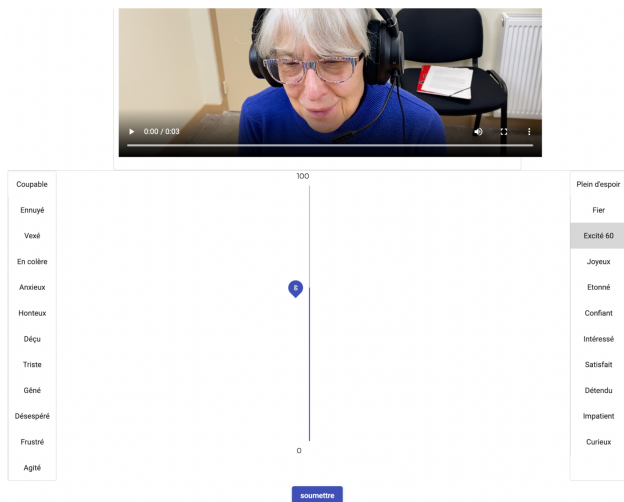 0:00 / 0:03
100
Coupable
Ennuyé
Vexé
En colère
Anxieux
Honteux
Déçu
Triste
Gêné
Désespéré
Frustré
Agité
0
Plein d'espoir
Fier
Excité 60
Joyeux
Etonné
Confiant
Intéressé
Satisfait
Détendu
Impatient
Curieux
soumettre